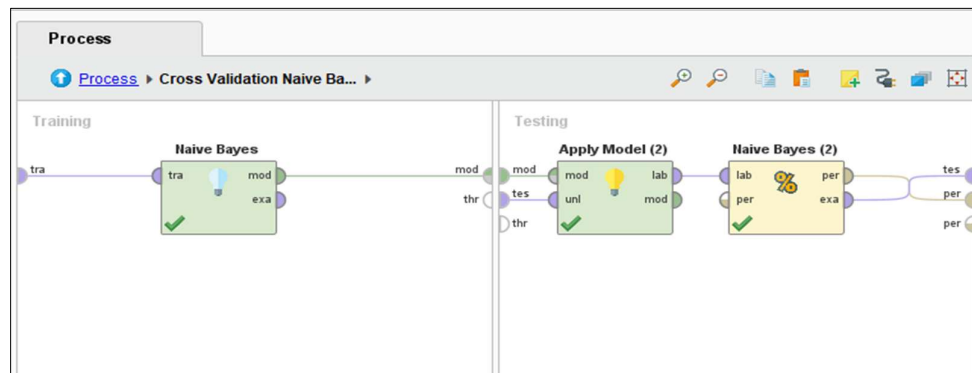 Process
Process Cross Validation Naive Ba...
Training
Testing
Naive Bayes
Apply Model (2)
Naive Bayes (2)
tra
tra
mod
exa
mod
thr
mod
tes
thr
mod
unl
lab
mod
lab
per
per
exa
tes
per
per